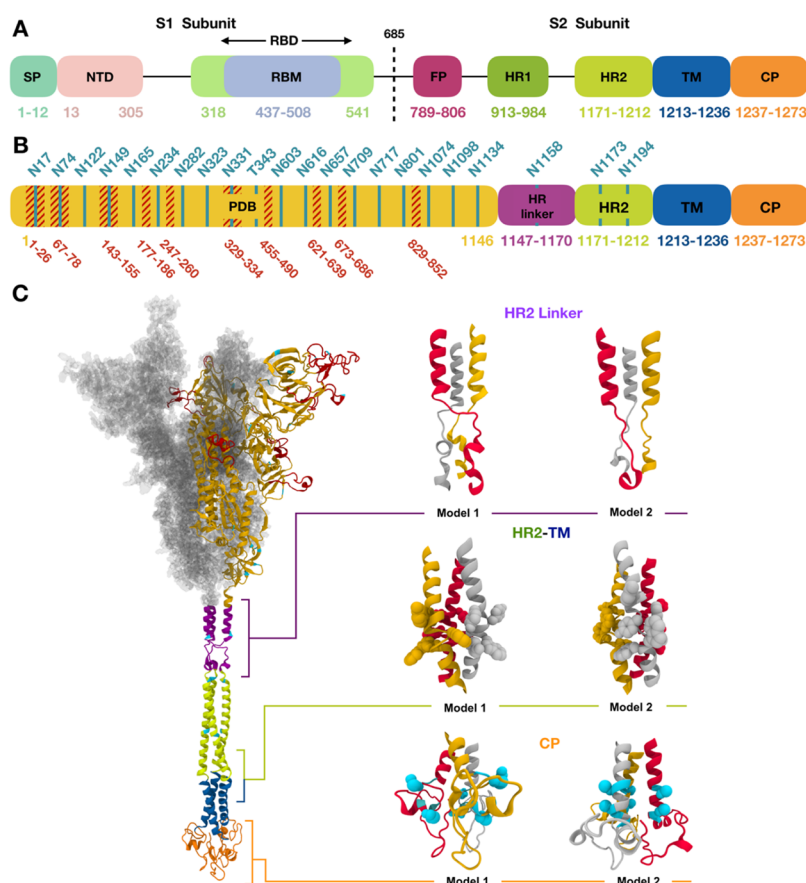 A
S1 Subunit
685
S2 Subunit
RBD
SP
NTD
RBM
FP
HR1
HR2
TM
CP
1-12
13
305
318
437-508
541
789-806
913-984
1171-1212
1213-1236
1237-1273
B
N17
N74
N122
N149
N165
N234
N282
N323
N331
T343
N603
N616
N657
N709
N717
N801
N1074
N1098
N1134
N1158
N1173
N1194
PDB
HR linker
HR2
TM
CP
1
1146
1147-1170
1171-1212
1213-1236
1237-1273
1-26
67-78
143-155
177-186
247-260
329-334
455-490
621-639
673-686
829-852
C
HR2 Linker
Model 1
Model 2
HR2-TM
Model 1
Model 2
CP
Model 1
Model 2